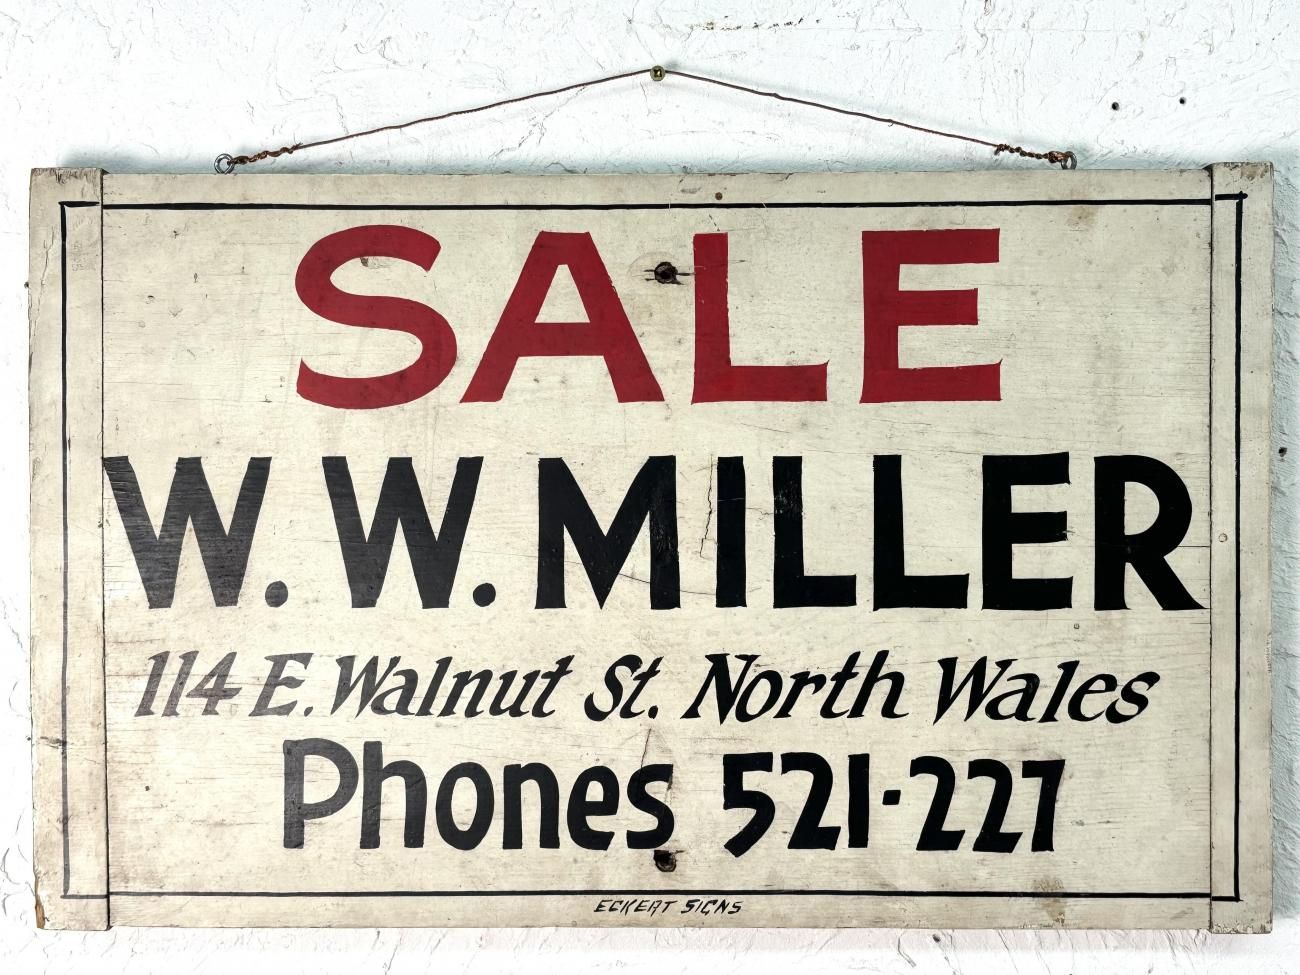 SALE
W. W. MILLER
114 E. Walnut St. North Wales
Phones 521-227
ECKERT SIGNS